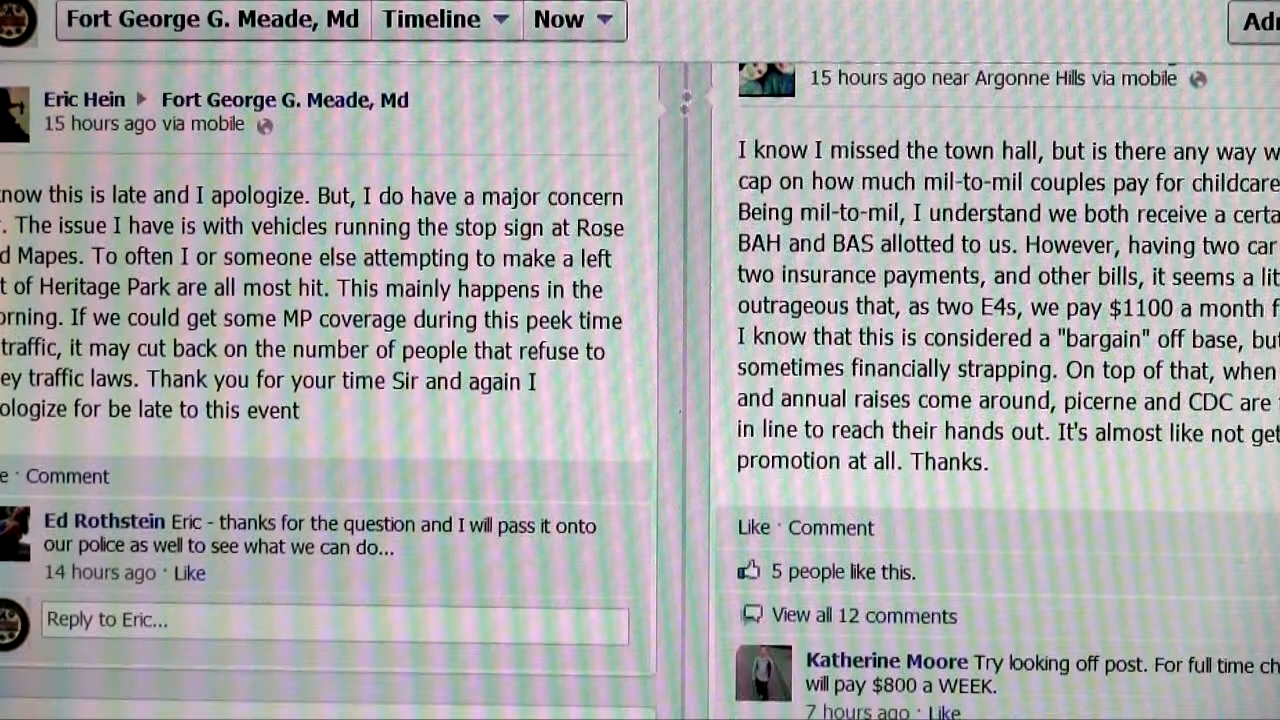 Fort George G. Meade, Md
Timeline
Now
Eric Hein ▶ Fort George G. Meade, Md
15 hours ago via mobile
now this is late and I apologize. But, I do have a major concern
. The issue I have is with vehicles running the stop sign at Rose
d Mapes. To often I or someone else attempting to make a left
t of Heritage Park are all most hit. This mainly happens in the
orning. If we could get some MP coverage during this peek time
traffic, it may cut back on the number of people that refuse to
ey traffic laws. Thank you for your time Sir and again I
ologize for be late to this event
e · Comment
Ed Rothstein Eric - thanks for the question and I will pass it onto
our police as well to see what we can do...
14 hours ago · Like
Reply to Eric...
Adm
15 hours ago near Argonne Hills via mobile
I know I missed the town hall, but is there any way w
cap on how much mil-to-mil couples pay for childcare
Being mil-to-mil, I understand we both receive a certa
BAH and BAS allotted to us. However, having two car
two insurance payments, and other bills, it seems a lit
outrageous that, as two E4s, we pay $1100 a month f
I know that this is considered a "bargain" off base, but
sometimes financially strapping. On top of that, when
and annual raises come around, picerne and CDC are
in line to reach their hands out. It's almost like not get
promotion at all. Thanks.
Like · Comment
5 people like this.
View all 12 comments
Katherine Moore Try looking off post. For full time ch
will pay $800 a WEEK.
7 hours ago · Like